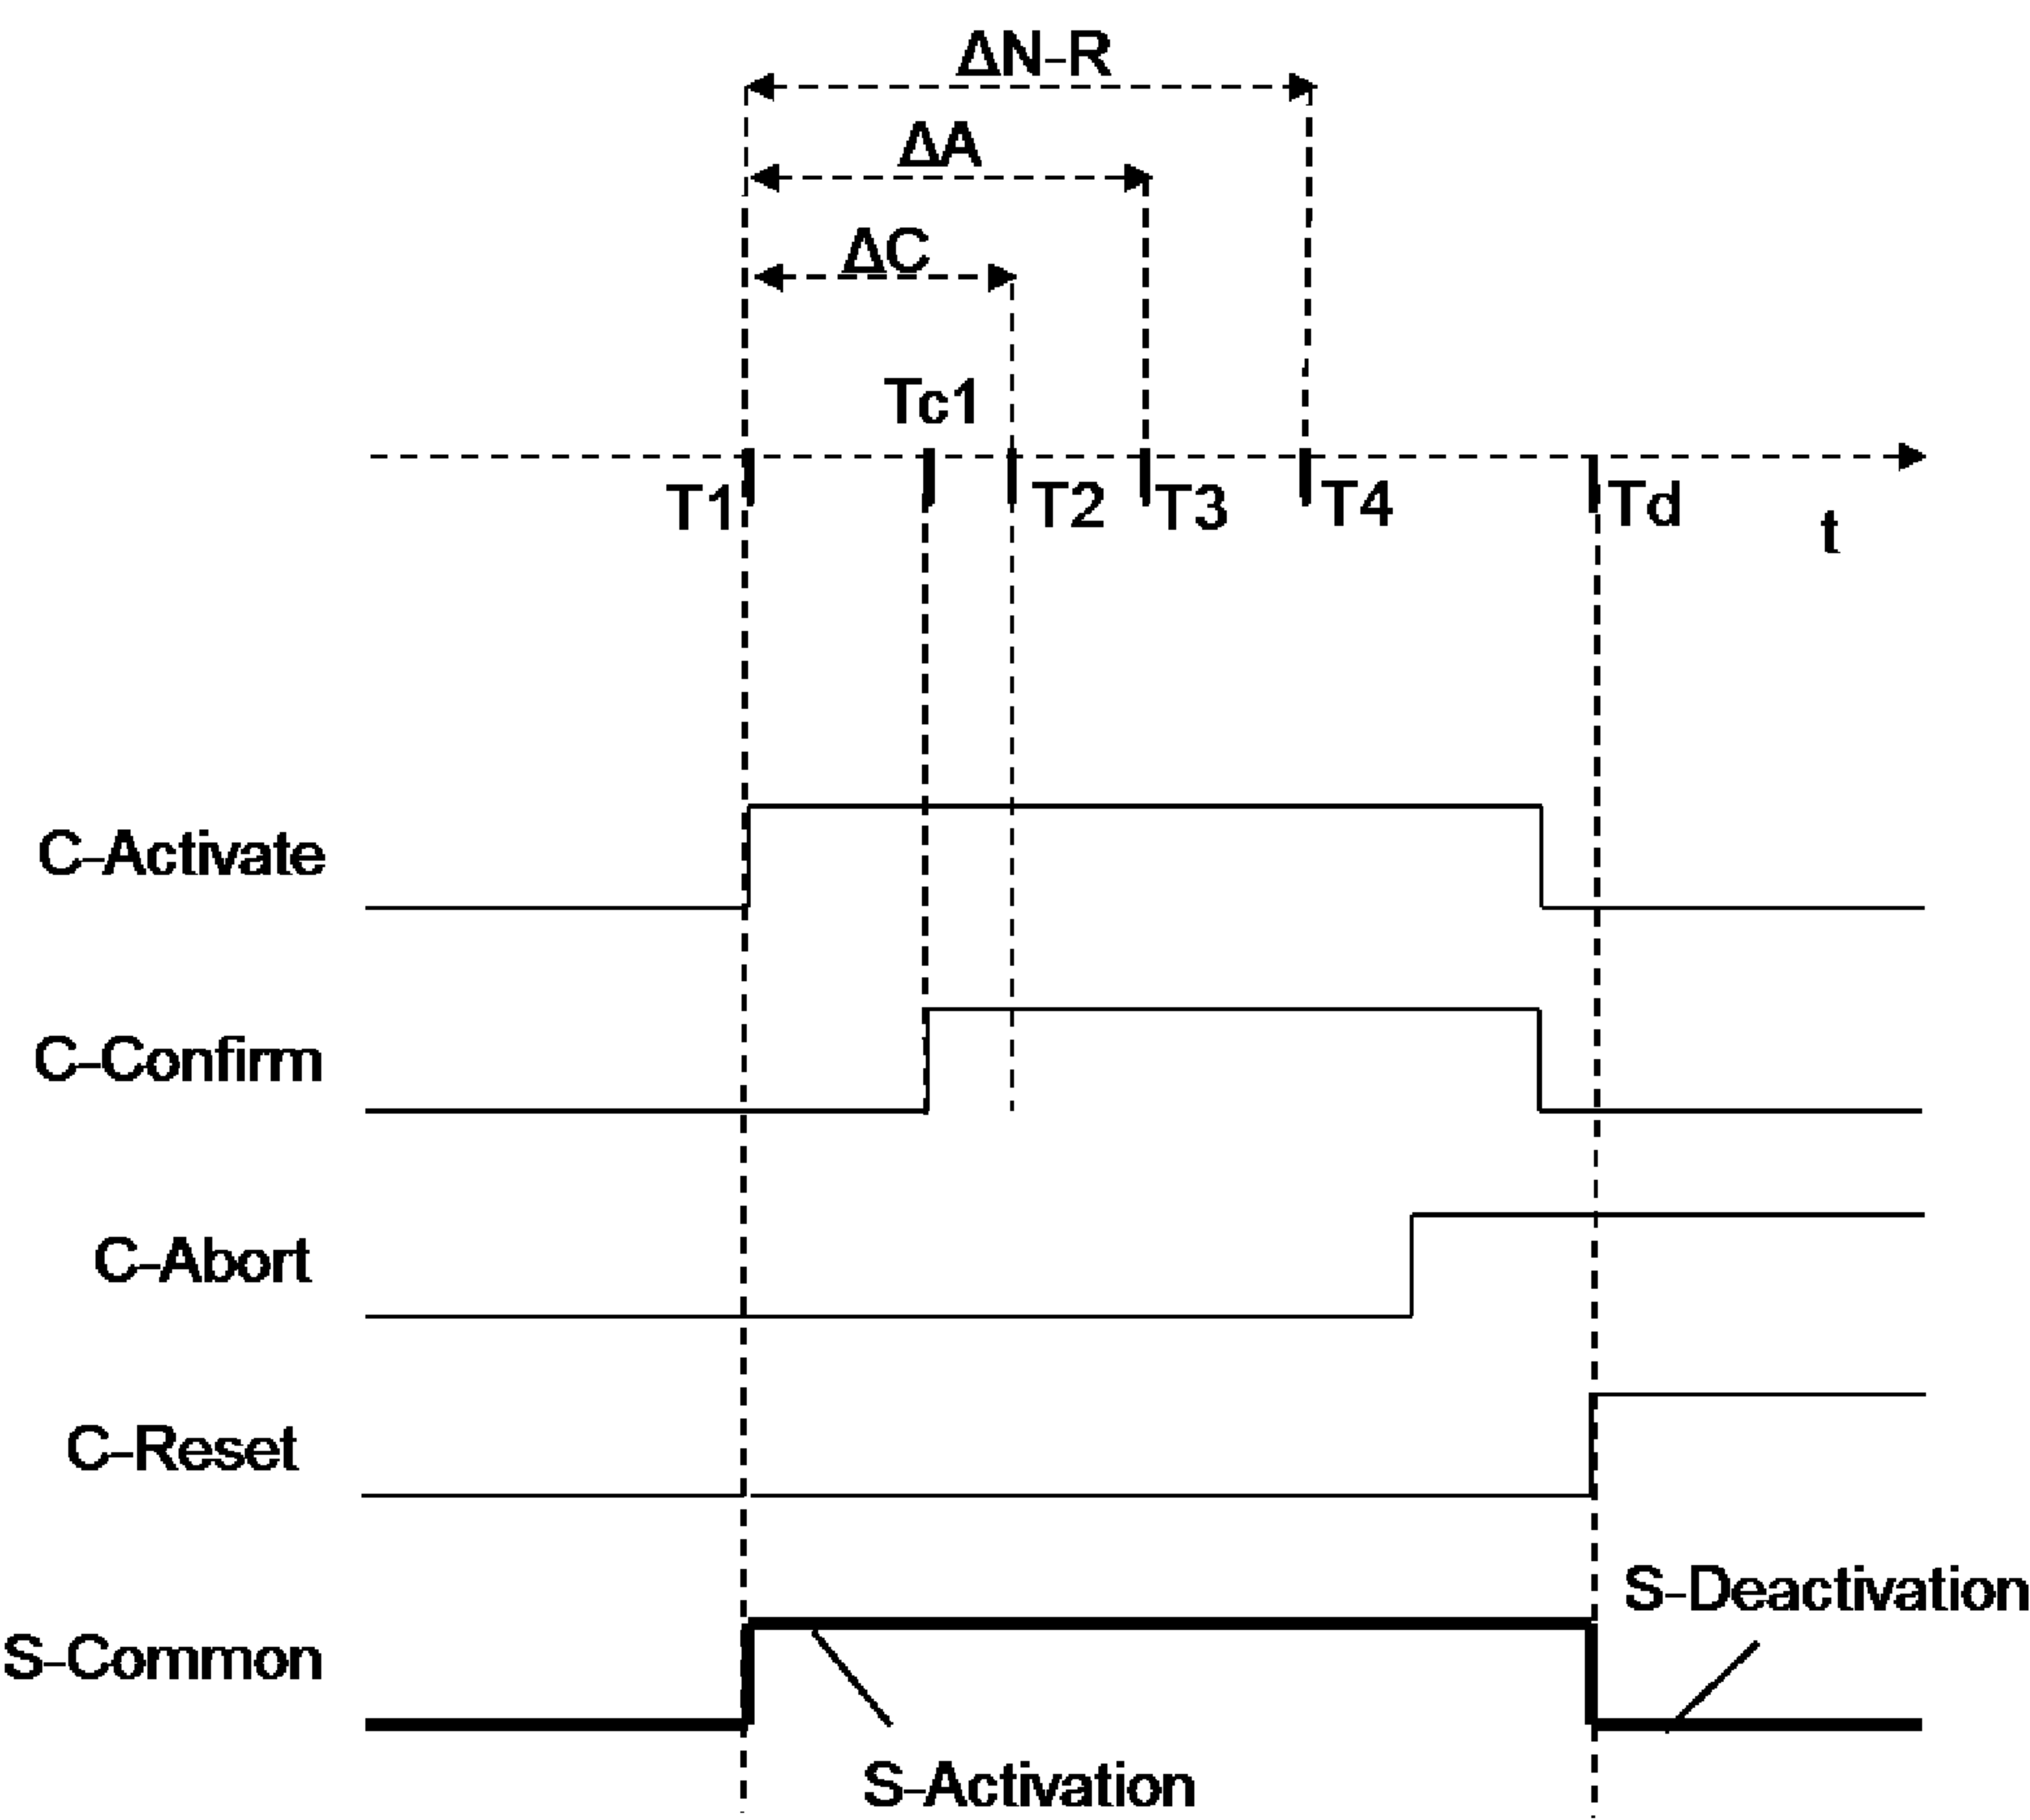 ΔN-R
ΔA
ΔC
Tc1
T1
T2
T3
T4
Td
t
C-Activate
C-Confirm
C-Abort
C-Reset
S-Deactivation
S-Common
S-Activation